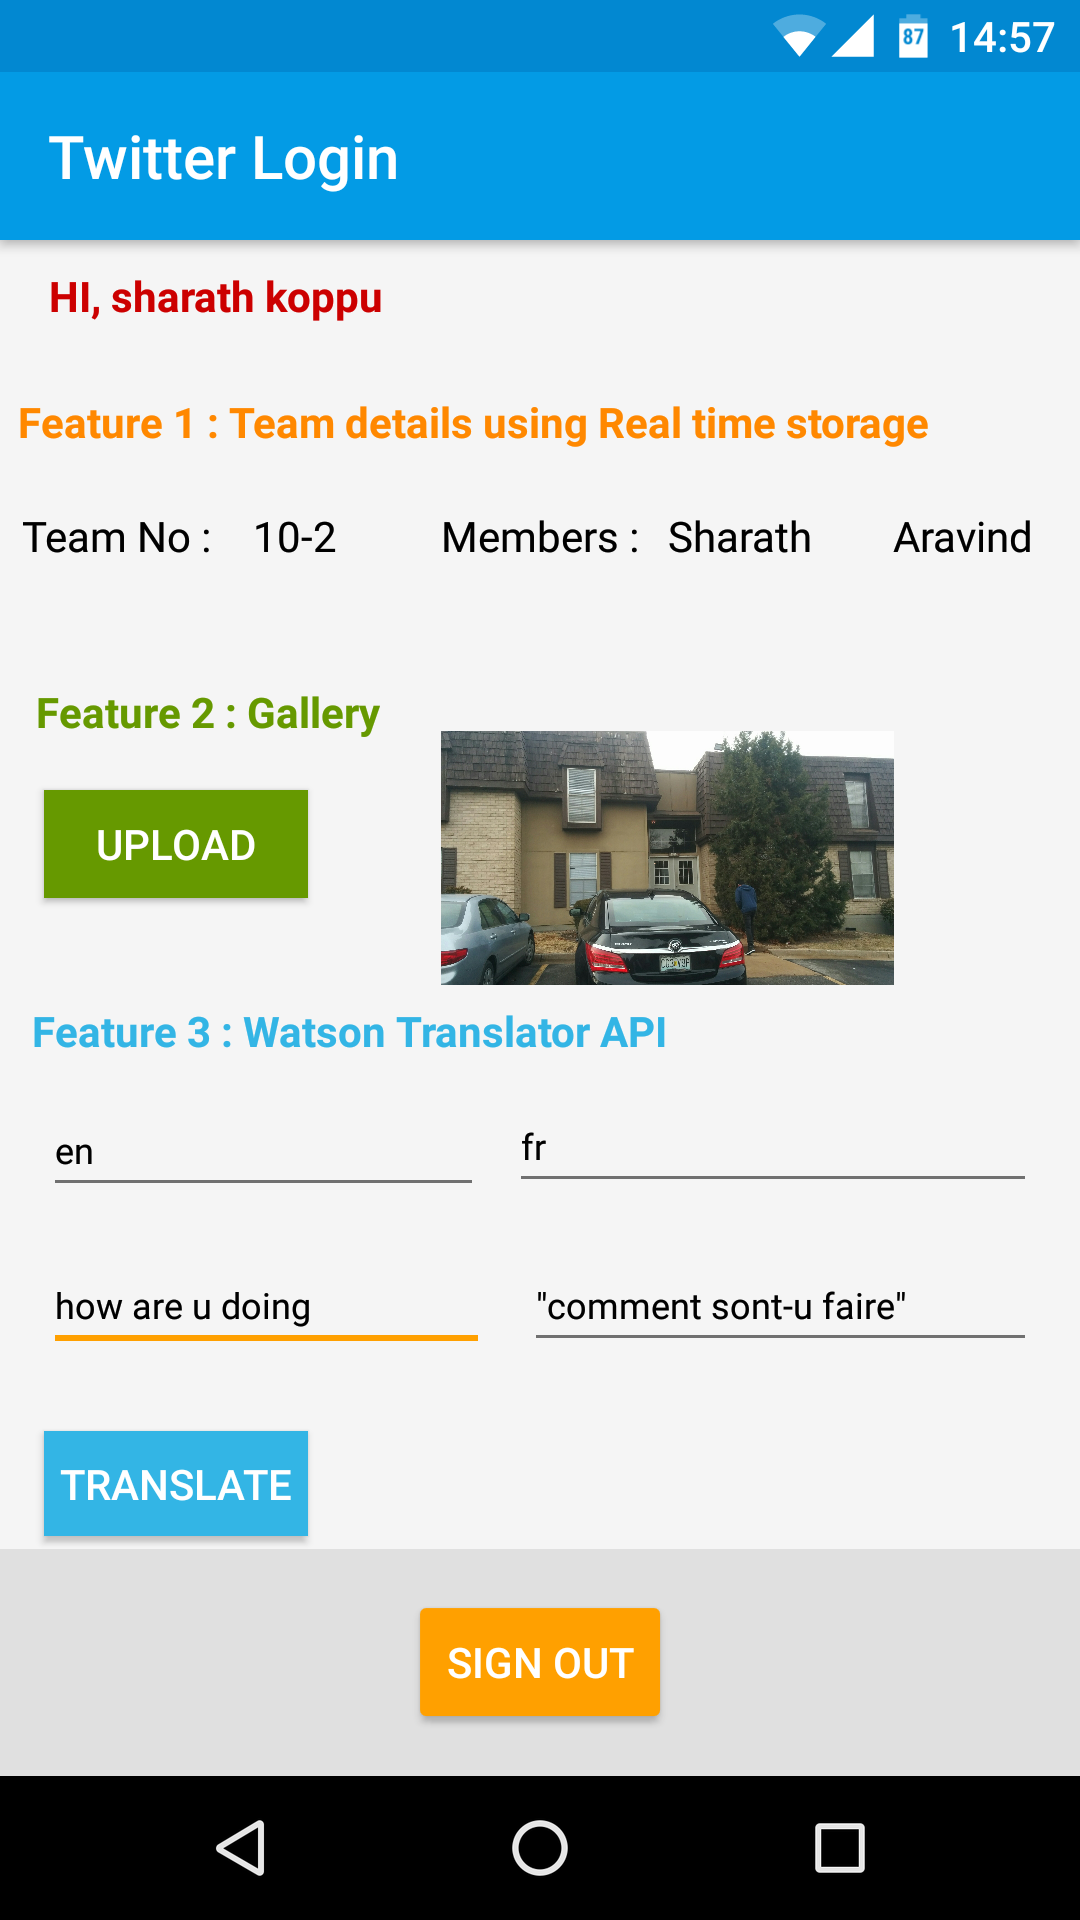 87 14:57
Twitter Login
HI, sharath koppu
Feature 1 : Team details using Real time storage
Team No : 10-2 Members : Sharath Aravind
Feature 2 : Gallery
UPLOAD
Feature 3 : Watson Translator API
en fr
how are u doing "comment sont-u faire"
TRANSLATE
SIGN OUT